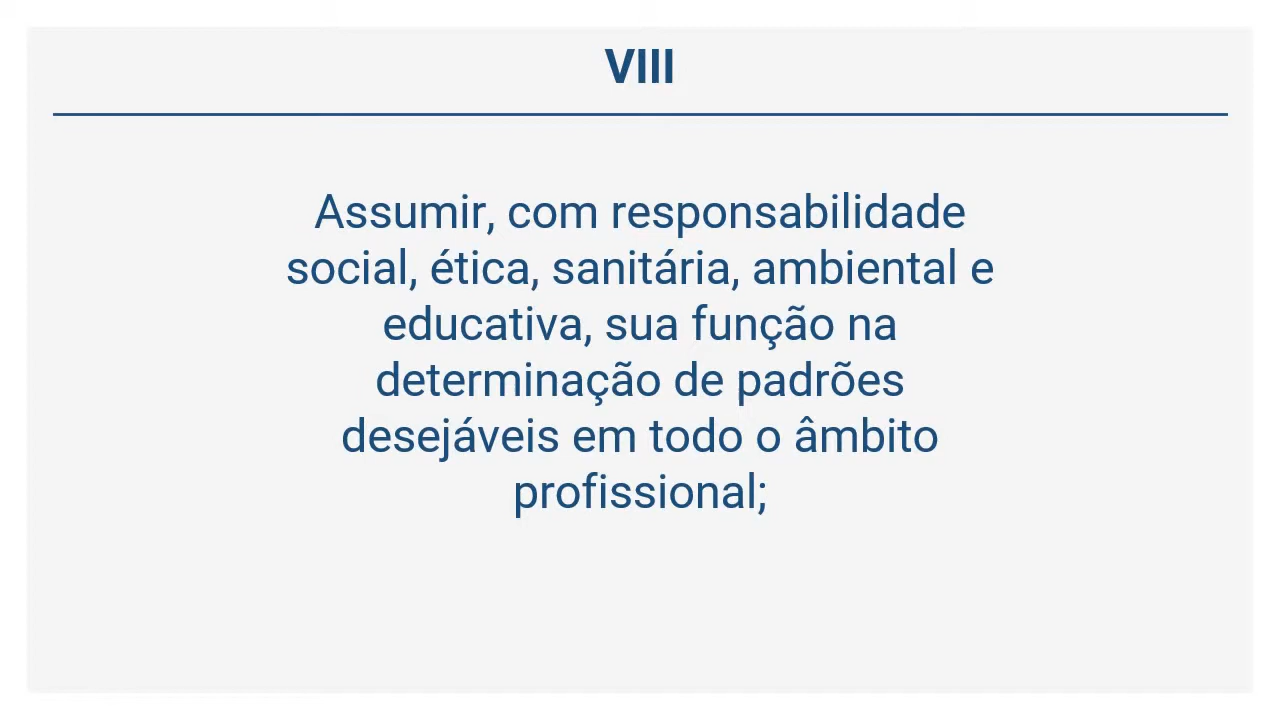 VIII
Assumir, com responsabilidade
social, ética, sanitária, ambiental e
educativa, sua função na
determinação de padrões
desejáveis em todo o âmbito
profissional;